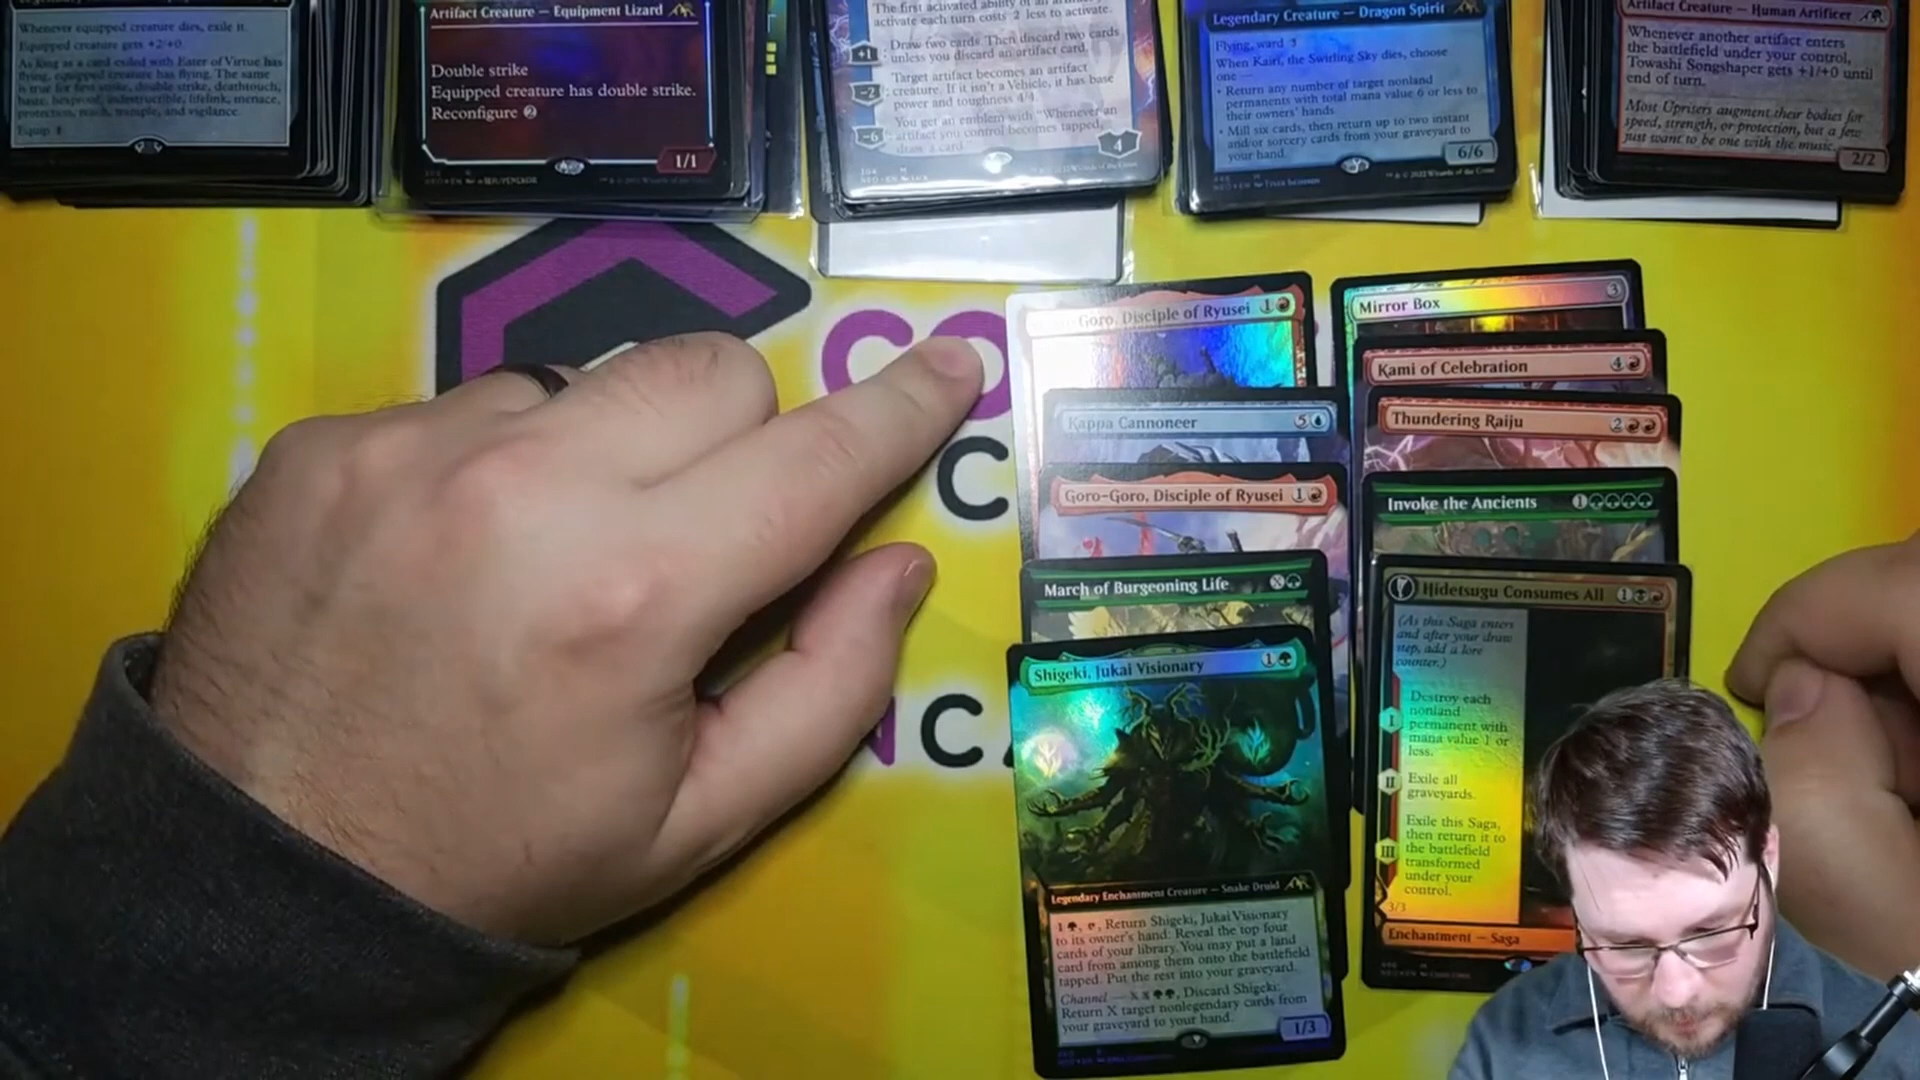 Whenever equipped creature dies, exile it.
Equipped creature gets +2/+0.
As long as a card exiled with Eater of Virtue has
flying, equipped creature has flying. The same
is true for first strike, double strike, deathtouch,
haste, hexproof, indestructible, lifelink, menace,
protection, reach, trample, and vigilance.
Equip 1
Artifact Creature — Equipment Lizard
Double strike
Equipped creature has double strike.
Reconfigure 2
1/1
The first activated ability of an
activate each turn costs 2 less to activate.
+1: Draw two cards. Then discard two cards
unless you discard an artifact card.
-2: Target artifact becomes an artifact
creature. If it isn't a Vehicle, it has base
power and toughness 4/4.
-6: You get an emblem with "Whenever an
artifact you control becomes tapped,
draw a card."
4
Legendary Creature — Dragon Spirit
Flying, ward 3
When Kairi, the Swirling Sky dies, choose
one —
• Return any number of target nonland
permanents with total mana value 6 or less to
their owners' hands.
• Mill six cards, then return up to two instant
and/or sorcery cards from your graveyard to
your hand.
6/6
Artifact Creature — Human Artificer
Whenever another artifact enters
the battlefield under your control,
Towashi Songshaper gets +1/+0 until
end of turn.
Most Uprisers augment their bodies for
speed, strength, or protection, but a few
just want to be one with the music.
2/2
Goro, Disciple of Ryusei 1
Kappa Cannoneer 5
Goro-Goro, Disciple of Ryusei 1
March of Burgeoning Life X
Shigeki, Jukai Visionary 1
Legendary Enchantment Creature — Snake Druid
1, Return Shigeki, Jukai Visionary
to its owner's hand: Reveal the top four
cards of your library. You may put a land
card from among them onto the battlefield
tapped. Put the rest into your graveyard.
Channel — X X, Discard Shigeki:
Return X target nonlegendary cards from
your graveyard to your hand.
1/3
Mirror Box 3
Kami of Celebration 4
Thundering Raiju 2
Invoke the Ancients 1
Hidetsugu Consumes All 1
(As this Saga enters
and after your draw
step, add a lore
counter.)
I Destroy each
nonland
permanent with
mana value 1 or
less.
II Exile all
graveyards.
III Exile this Saga,
then return it to
the battlefield
transformed
under your
control.
3/3
Enchantment — Saga
CO
C
NCA